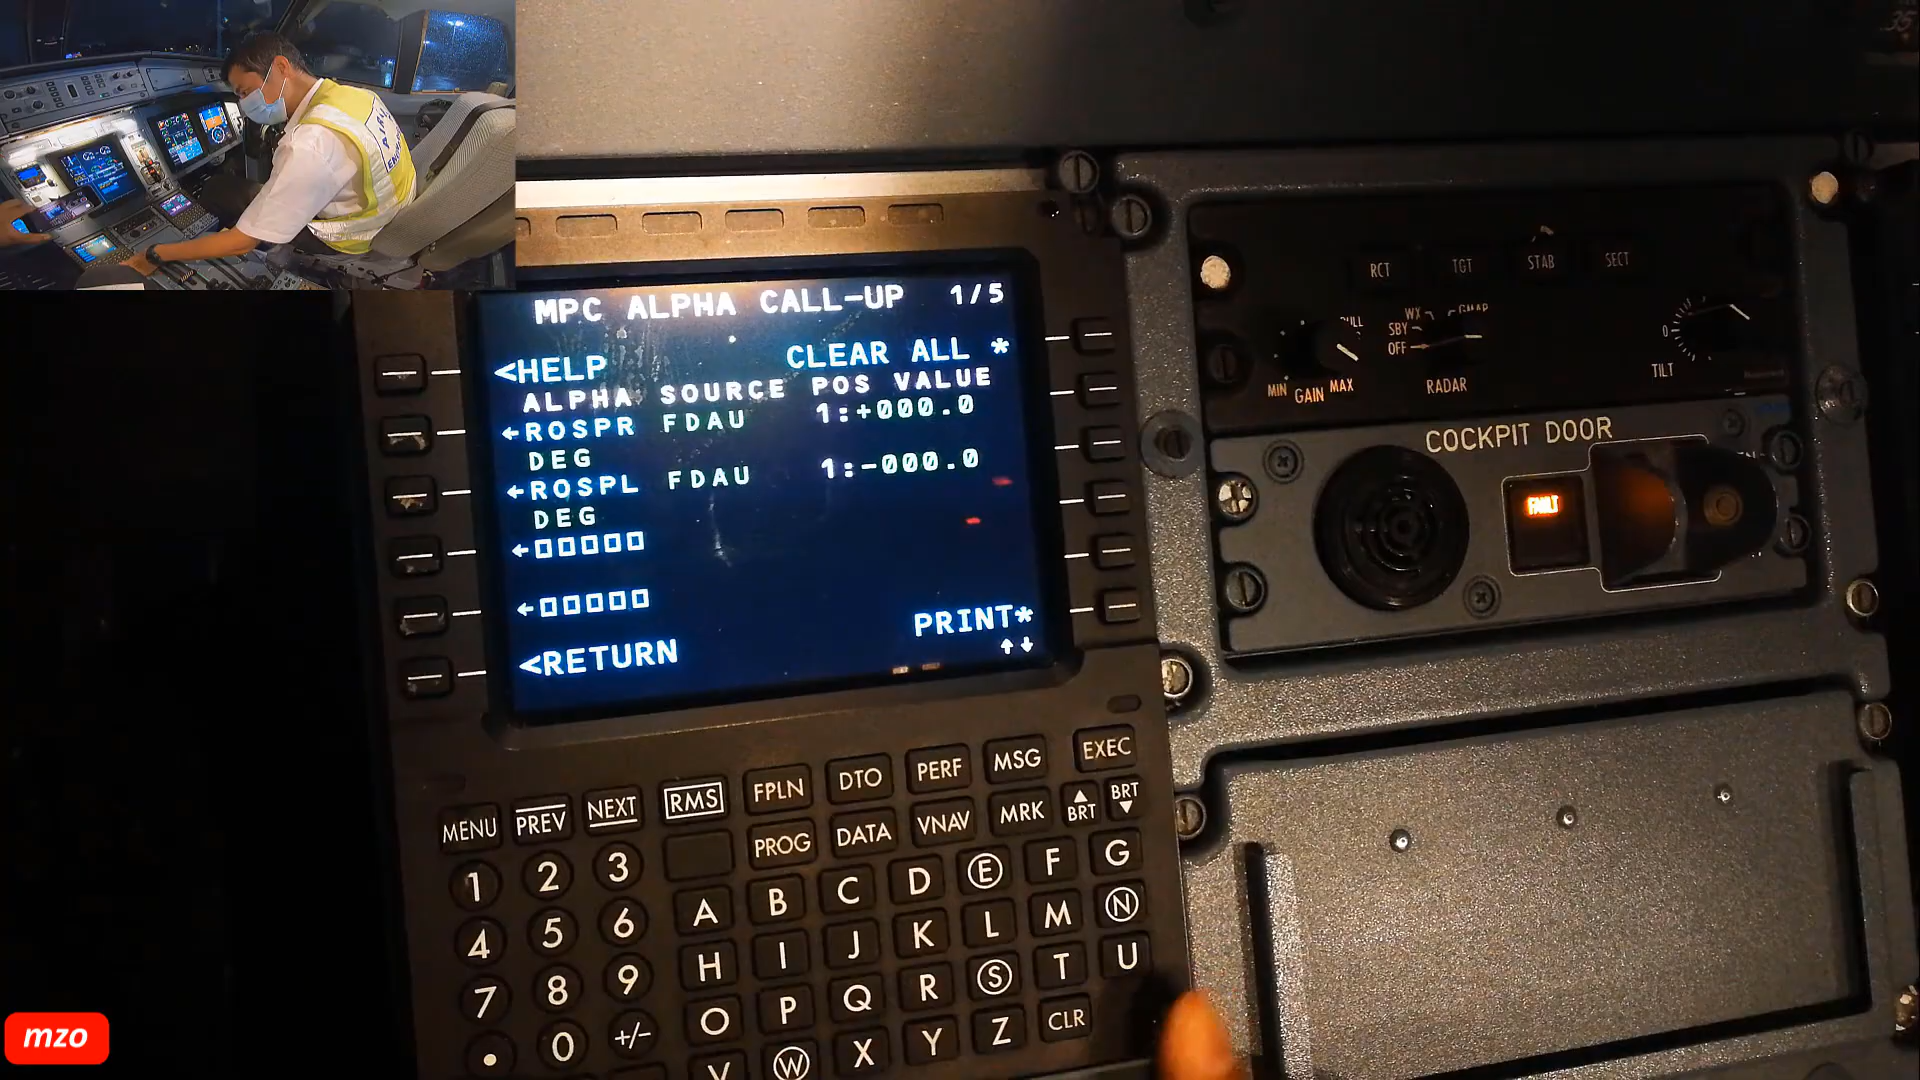 MPC ALPHA CALL-UP 1/5
<HELP CLEAR ALL *
ALPHA SOURCE POS VALUE
←ROSPR FDAU 1:+000.0
DEG
←ROSPL FDAU 1:-000.0
DEG
←□□□□□
←□□□□□
PRINT*
<RETURN ↑↓
MENU PREV NEXT RMS FPLN DTO PERF MSG EXEC
PROG DATA VNAV MRK BRT BRT
1 2 3 A B C D E F G
4 5 6 H I J K L M N
7 8 9 O P Q R S T U
. 0 +/- V W X Y Z CLR
RCT TGT STAB SECT
MIN GAIN MAX
OFF SBY WX GMAP
RADAR
0
TILT
COCKPIT DOOR
FAULT
35
mzo